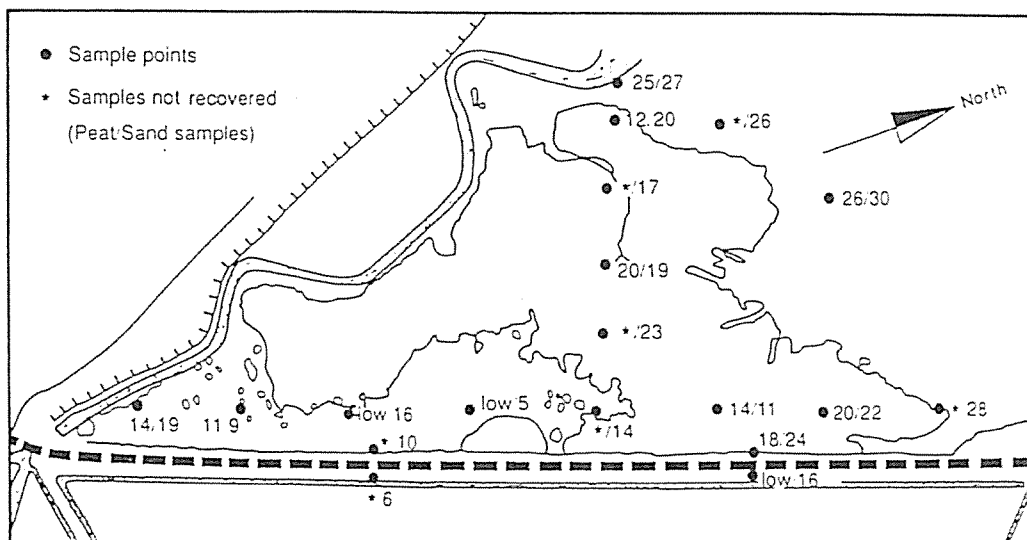 Sample points
* Samples not recovered
(Peat/Sand samples)
25/27
North
12.20
*/26
*/17
26/30
20/19
*/23
14/19
11 9
low 16
low 5
*/14
14/11
20/22
* 28
* 10
18.24
low 16
* 6